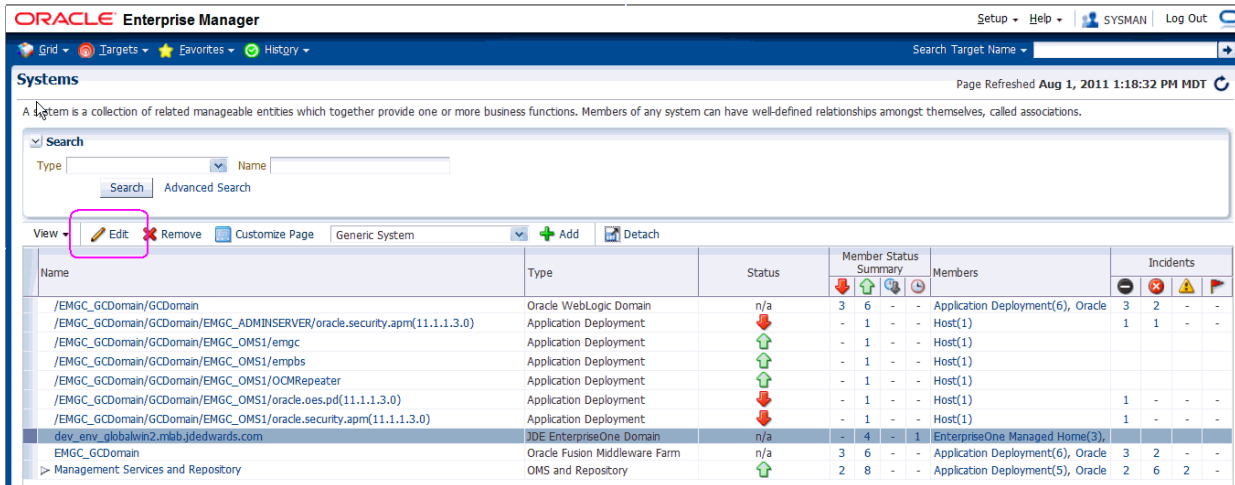 ORACLE Enterprise Manager
Setup Help SYSMAN Log Out
Grid Targets Favorites History Search Target Name
Systems
Page Refreshed Aug 1, 2011 1:18:32 PM MDT
A system is a collection of related manageable entities which together provide one or more business functions. Members of any system can have well-defined relationships amongst themselves, called associations.
Search
Type Name
Search Advanced Search
View Edit Remove Customize Page Generic System Add Detach
Name Type Status Member Status Summary Members Incidents
/EMGC_GCDomain/GCDomain Oracle WebLogic Domain n/a 3 6 - - Application Deployment(6), Oracle 3 2 - -
/EMGC_GCDomain/GCDomain/EMGC_ADMINSERVER/oracle.security.apm(11.1.1.3.0) Application Deployment - 1 - - Host(1) 1 1 - -
/EMGC_GCDomain/GCDomain/EMGC_OMS1/emgc Application Deployment - 1 - - Host(1)
/EMGC_GCDomain/GCDomain/EMGC_OMS1/empbs Application Deployment - 1 - - Host(1)
/EMGC_GCDomain/GCDomain/EMGC_OMS1/OCMRepeater Application Deployment - 1 - - Host(1)
/EMGC_GCDomain/GCDomain/EMGC_OMS1/oracle.oes.pd(11.1.1.3.0) Application Deployment - 1 - - Host(1) 1 - - -
/EMGC_GCDomain/GCDomain/EMGC_OMS1/oracle.security.apm(11.1.1.3.0) Application Deployment - 1 - - Host(1) 1 - - -
dev_env_globalwin2.mlab.jdedwards.com JDE EnterpriseOne Domain n/a - 4 - 1 EnterpriseOne Managed Home(3),
EMGC_GCDomain Oracle Fusion Middleware Farm n/a 3 6 - - Application Deployment(6), Oracle 3 2 - -
Management Services and Repository OMS and Repository 2 8 - - Application Deployment(5), Oracle 2 6 2 -